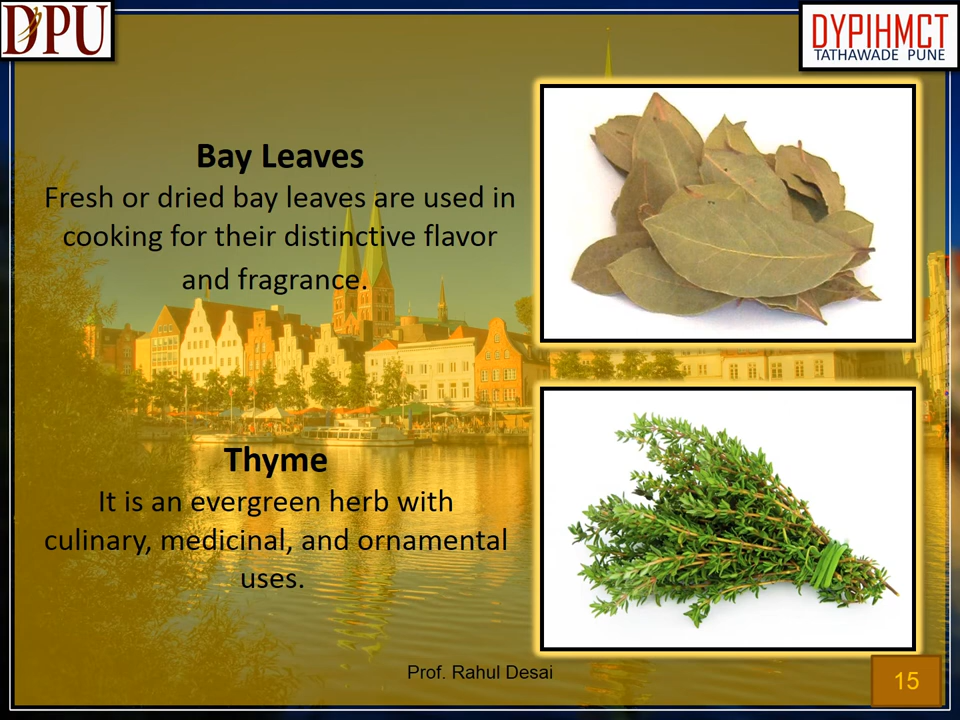 DPU
DYPIHMCT
TATHAWADE PUNE
Bay Leaves
Fresh or dried bay leaves are used in
cooking for their distinctive flavor
and fragrance.
Thyme
It is an evergreen herb with
culinary, medicinal, and ornamental
uses.
Prof. Rahul Desai
15